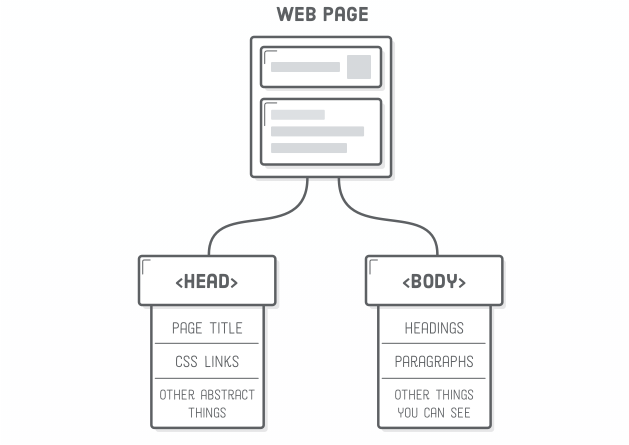 WEB PAGE
<HEAD>
PAGE TITLE
CSS LINKS
OTHER ABSTRACT
THINGS
<BODY>
HEADINGS
PARAGRAPHS
OTHER THINGS
YOU CAN SEE